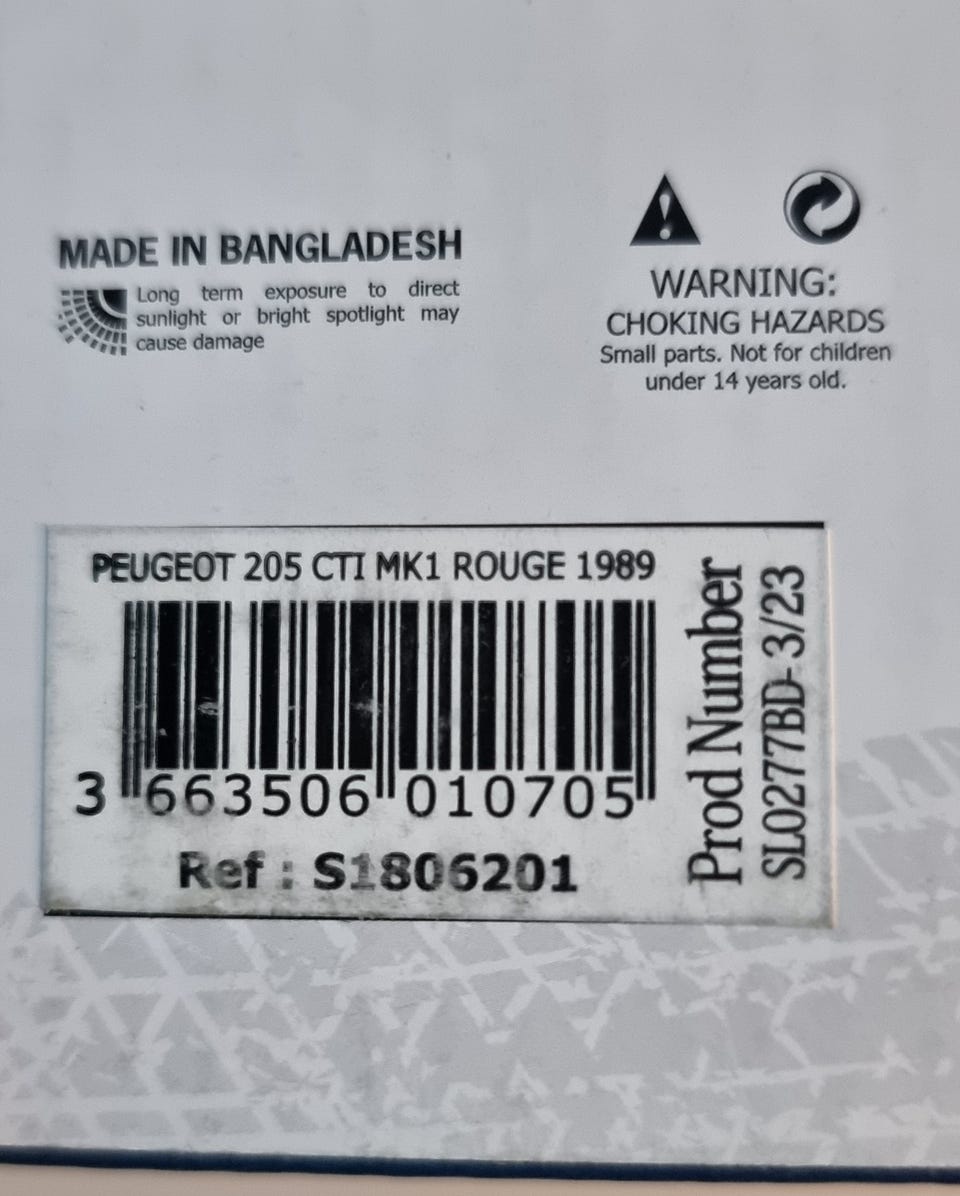 MADE IN BANGLADESH
Long term exposure to direct
sunlight or bright spotlight may
cause damage
WARNING:
CHOKING HAZARDS
Small parts. Not for children
under 14 years old.
PEUGEOT 205 CTI MK1 ROUGE 1989
3 663506 010705
Ref : S1806201
Prod Number
SL0277BD-3/23